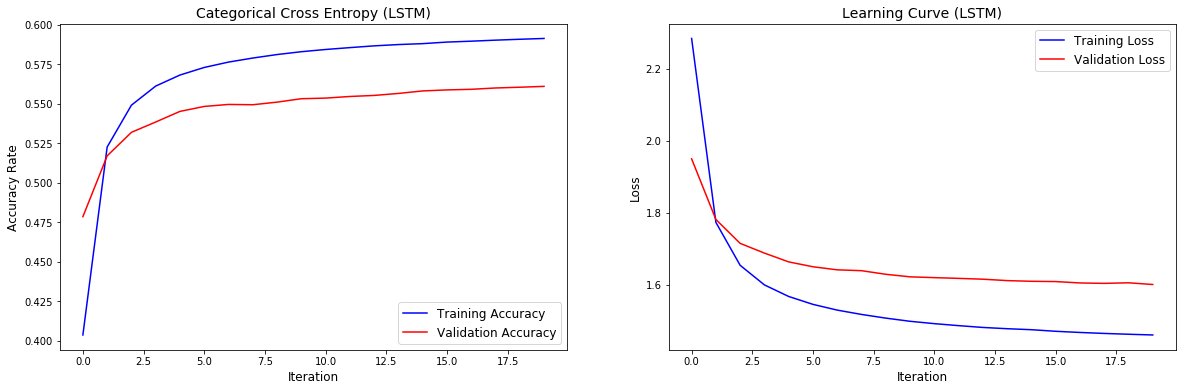 Categorical Cross Entropy (LSTM)
0.600
0.575
0.550
0.525
0.500
0.475
0.450
0.425
0.400
Accuracy Rate
Training Accuracy
Validation Accuracy
0.0 2.5 5.0 7.5 10.0 12.5 15.0 17.5
Iteration
Learning Curve (LSTM)
Training Loss
Validation Loss
2.2
2.0
1.8
1.6
Loss
0.0 2.5 5.0 7.5 10.0 12.5 15.0 17.5
Iteration